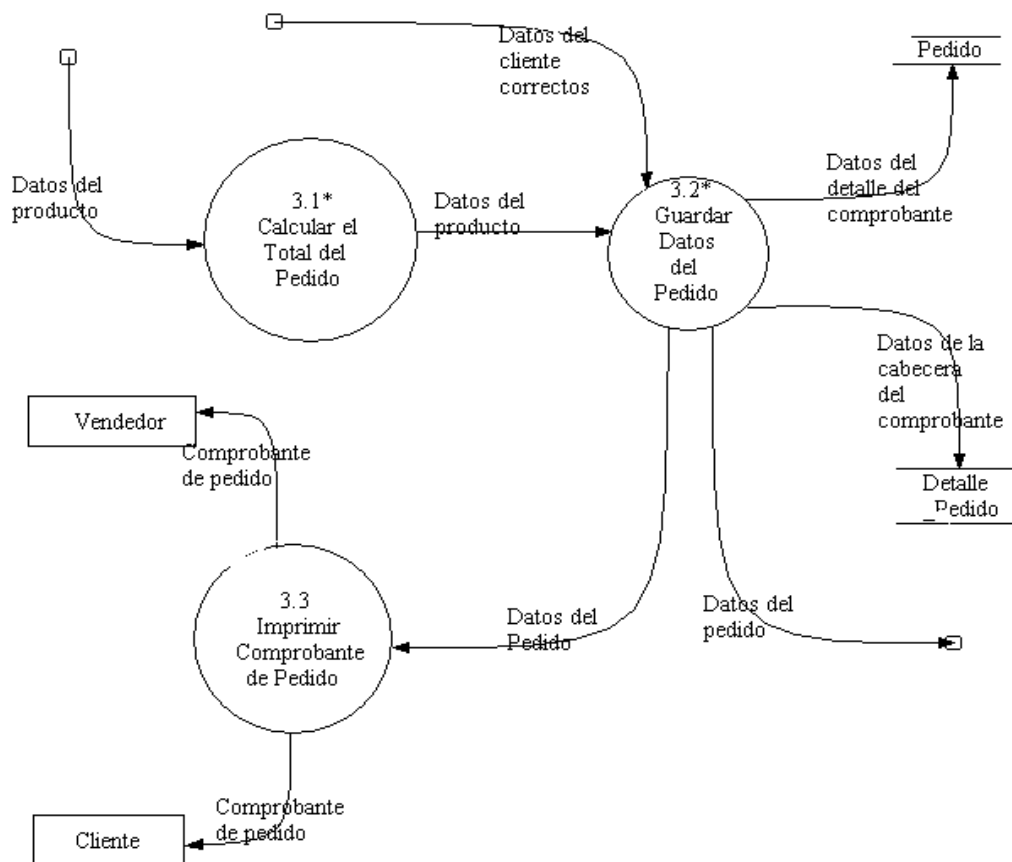 Datos del
cliente
correctos
Pedido
Datos del
producto
3.1*
Calcular el
Total del
Pedido
Datos del
producto
3.2*
Guardar
Datos
del
Pedido
Datos del
detalle del
comprobante
Datos de la
cabecera
del
comprobante
Vendedor
Comprobante
de pedido
Detalle
_Pedido
3.3
Imprimir
Comprobante
de Pedido
Datos del
Pedido
Datos del
pedido
Comprobante
de pedido
Cliente